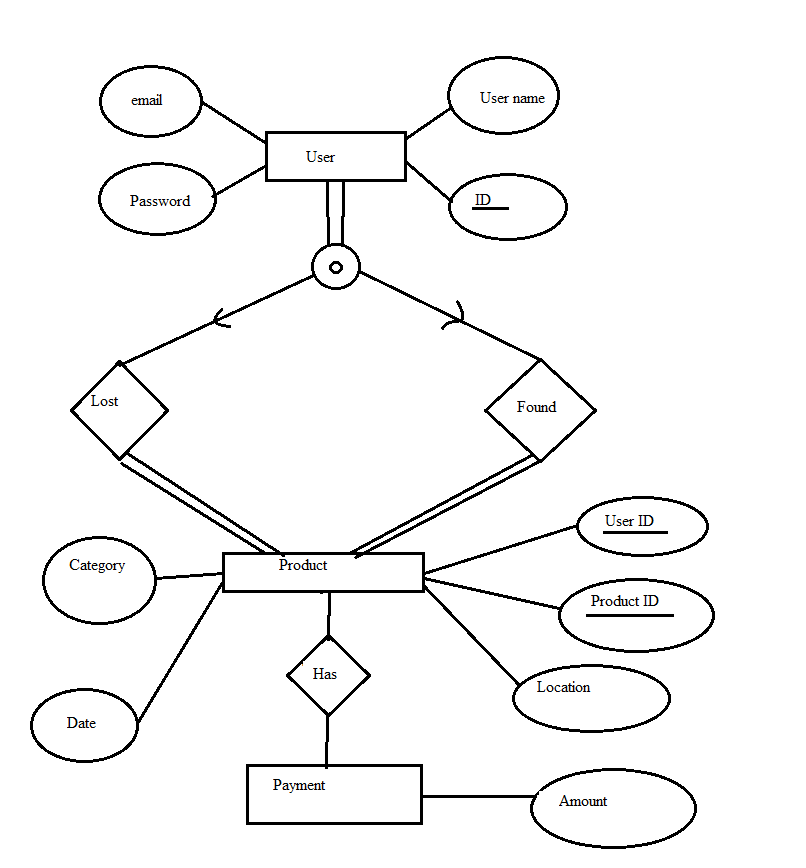 email
User name
User
Password
ID
Lost
Found
User ID
Category
Product
Product ID
Has
Location
Date
Payment
Amount